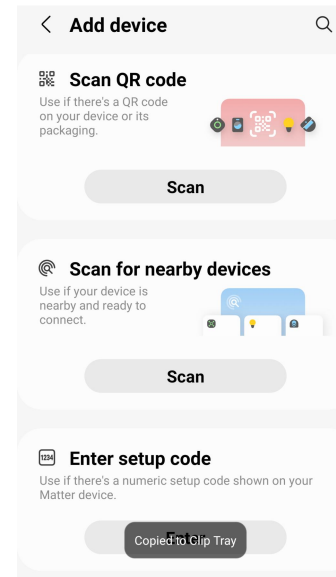 Add device
Scan QR code
Use if there's a QR code
on your device or its
packaging.
Scan
Scan for nearby devices
Use if your device is
nearby and ready to
connect.
Scan
1234
Enter setup code
Use if there's a numeric setup code shown on your
Matter device.
Copied to Clip Tray